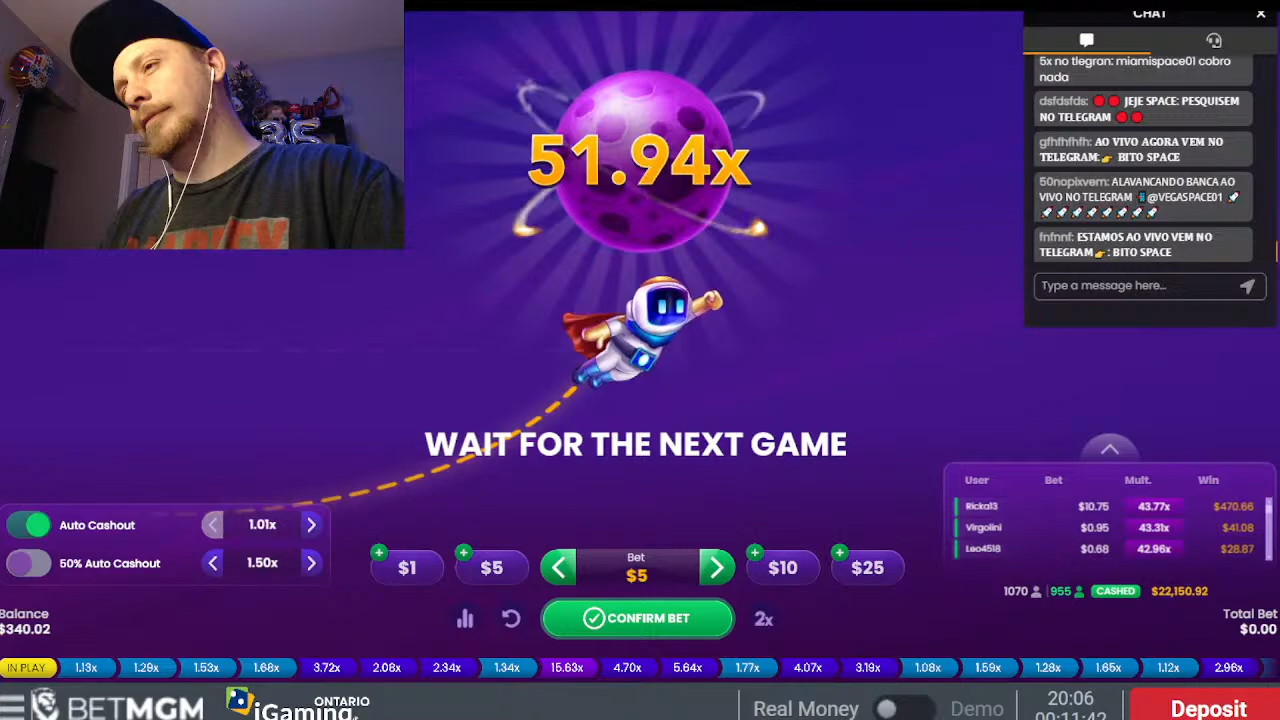 CHAT
5x no tlegran: miamispace01 cobro
nada
dsfdsfds: 🔴 🔴 JEJE SPACE: PESQUISEM
NO TELEGRAM 🔴 🔴
gfhfhfhfh: AO VIVO AGORA VEM NO
TELEGRAM:👉 BITO SPACE
50nopixvem: ALAVANCANDO BANCA AO
VIVO NO TELEGRAM 📱@VEGASPACE01 🚀
🚀🚀🚀🚀🚀🚀🚀🚀
fnfnnf: ESTAMOS AO VIVO VEM NO
TELEGRAM👉: BITO SPACE
Type a message here...
51.94x
WAIT FOR THE NEXT GAME
Auto Cashout
1.01x
50% Auto Cashout
1.50x
Balance
$340.02
$1
$5
Bet
$5
$10
$25
CONFIRM BET
2x
User Bet Mult. Win
Ricka13 $10.75 43.77x $470.66
Virgolini $0.95 43.31x $41.08
Leo4518 $0.68 42.96x $28.87
1070 955 CASHED $22,150.92
Total Bet
$0.00
IN PLAY 1.13x 1.29x 1.53x 1.68x 3.72x 2.08x 2.34x 1.34x 15.63x 4.70x 5.64x 1.77x 4.07x 3.19x 1.08x 1.59x 1.28x 1.65x 1.12x 2.96x
BETMGM
iGaming ONTARIO
Real Money
Demo
20:06
00:11:42
Deposit